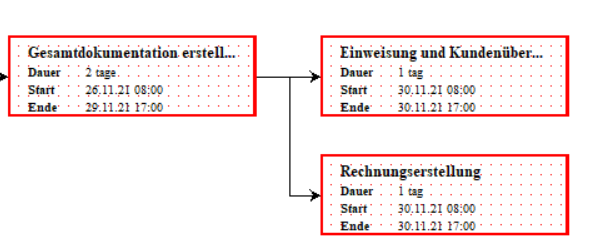 Gesamtdokumentation erstell...
Dauer 2 tage
Start 26.11.21 08:00
Ende 29.11.21 17:00
Einweisung und Kundenüber...
Dauer 1 tag
Start 30.11.21 08:00
Ende 30.11.21 17:00
Rechnungserstellung
Dauer 1 tag
Start 30.11.21 08:00
Ende 30.11.21 17:00